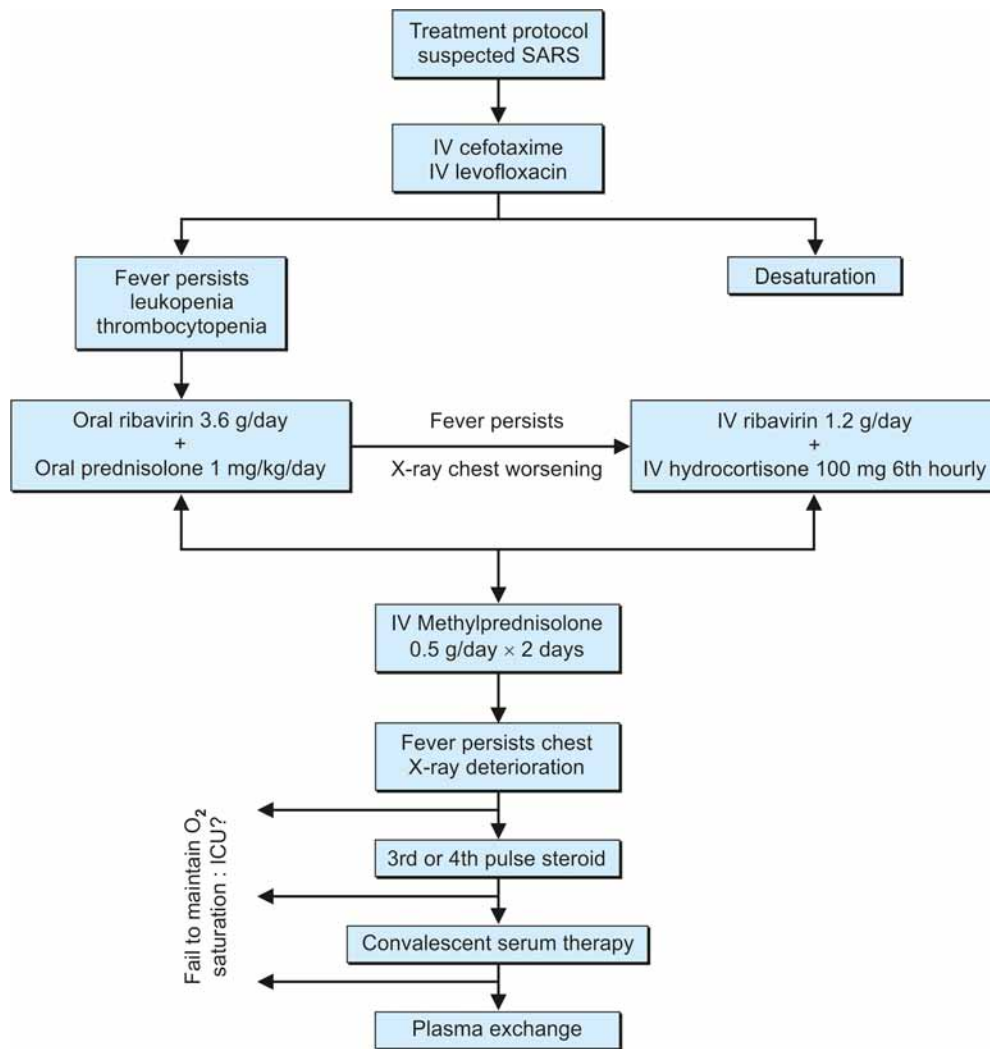 Treatment protocol
suspected SARS
IV cefotaxime
IV levofloxacin
Fever persists
leukopenia
thrombocytopenia
Desaturation
Oral ribavirin 3.6 g/day
+
Oral prednisolone 1 mg/kg/day
Fever persists
X-ray chest worsening
IV ribavirin 1.2 g/day
+
IV hydrocortisone 100 mg 6th hourly
IV Methylprednisolone
0.5 g/day × 2 days
Fever persists chest
X-ray deterioration
Fail to maintain O₂
saturation : ICU?
3rd or 4th pulse steroid
Convalescent serum therapy
Plasma exchange